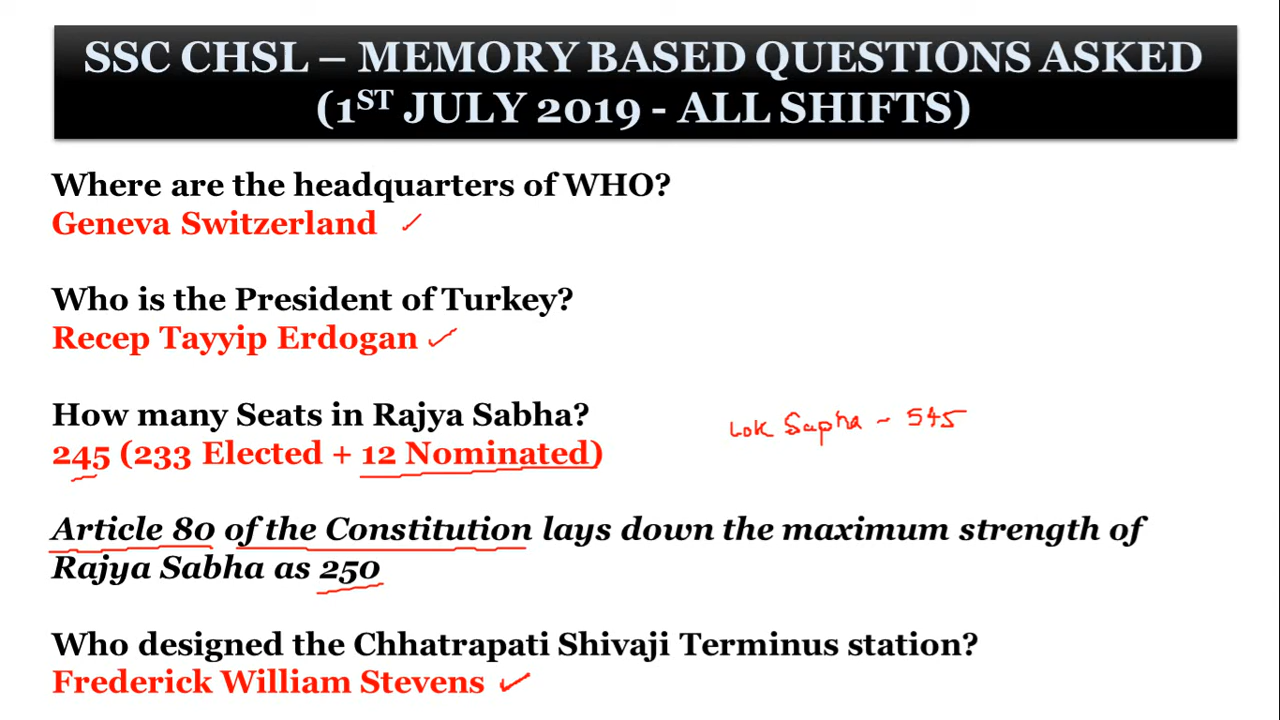 SSC CHSL – MEMORY BASED QUESTIONS ASKED
(1ST JULY 2019 - ALL SHIFTS)
Where are the headquarters of WHO?
Geneva Switzerland
Who is the President of Turkey?
Recep Tayyip Erdogan
How many Seats in Rajya Sabha?
Lok Sapha - 545
245 (233 Elected + 12 Nominated)
Article 80 of the Constitution lays down the maximum strength of
Rajya Sabha as 250
Who designed the Chhatrapati Shivaji Terminus station?
Frederick William Stevens